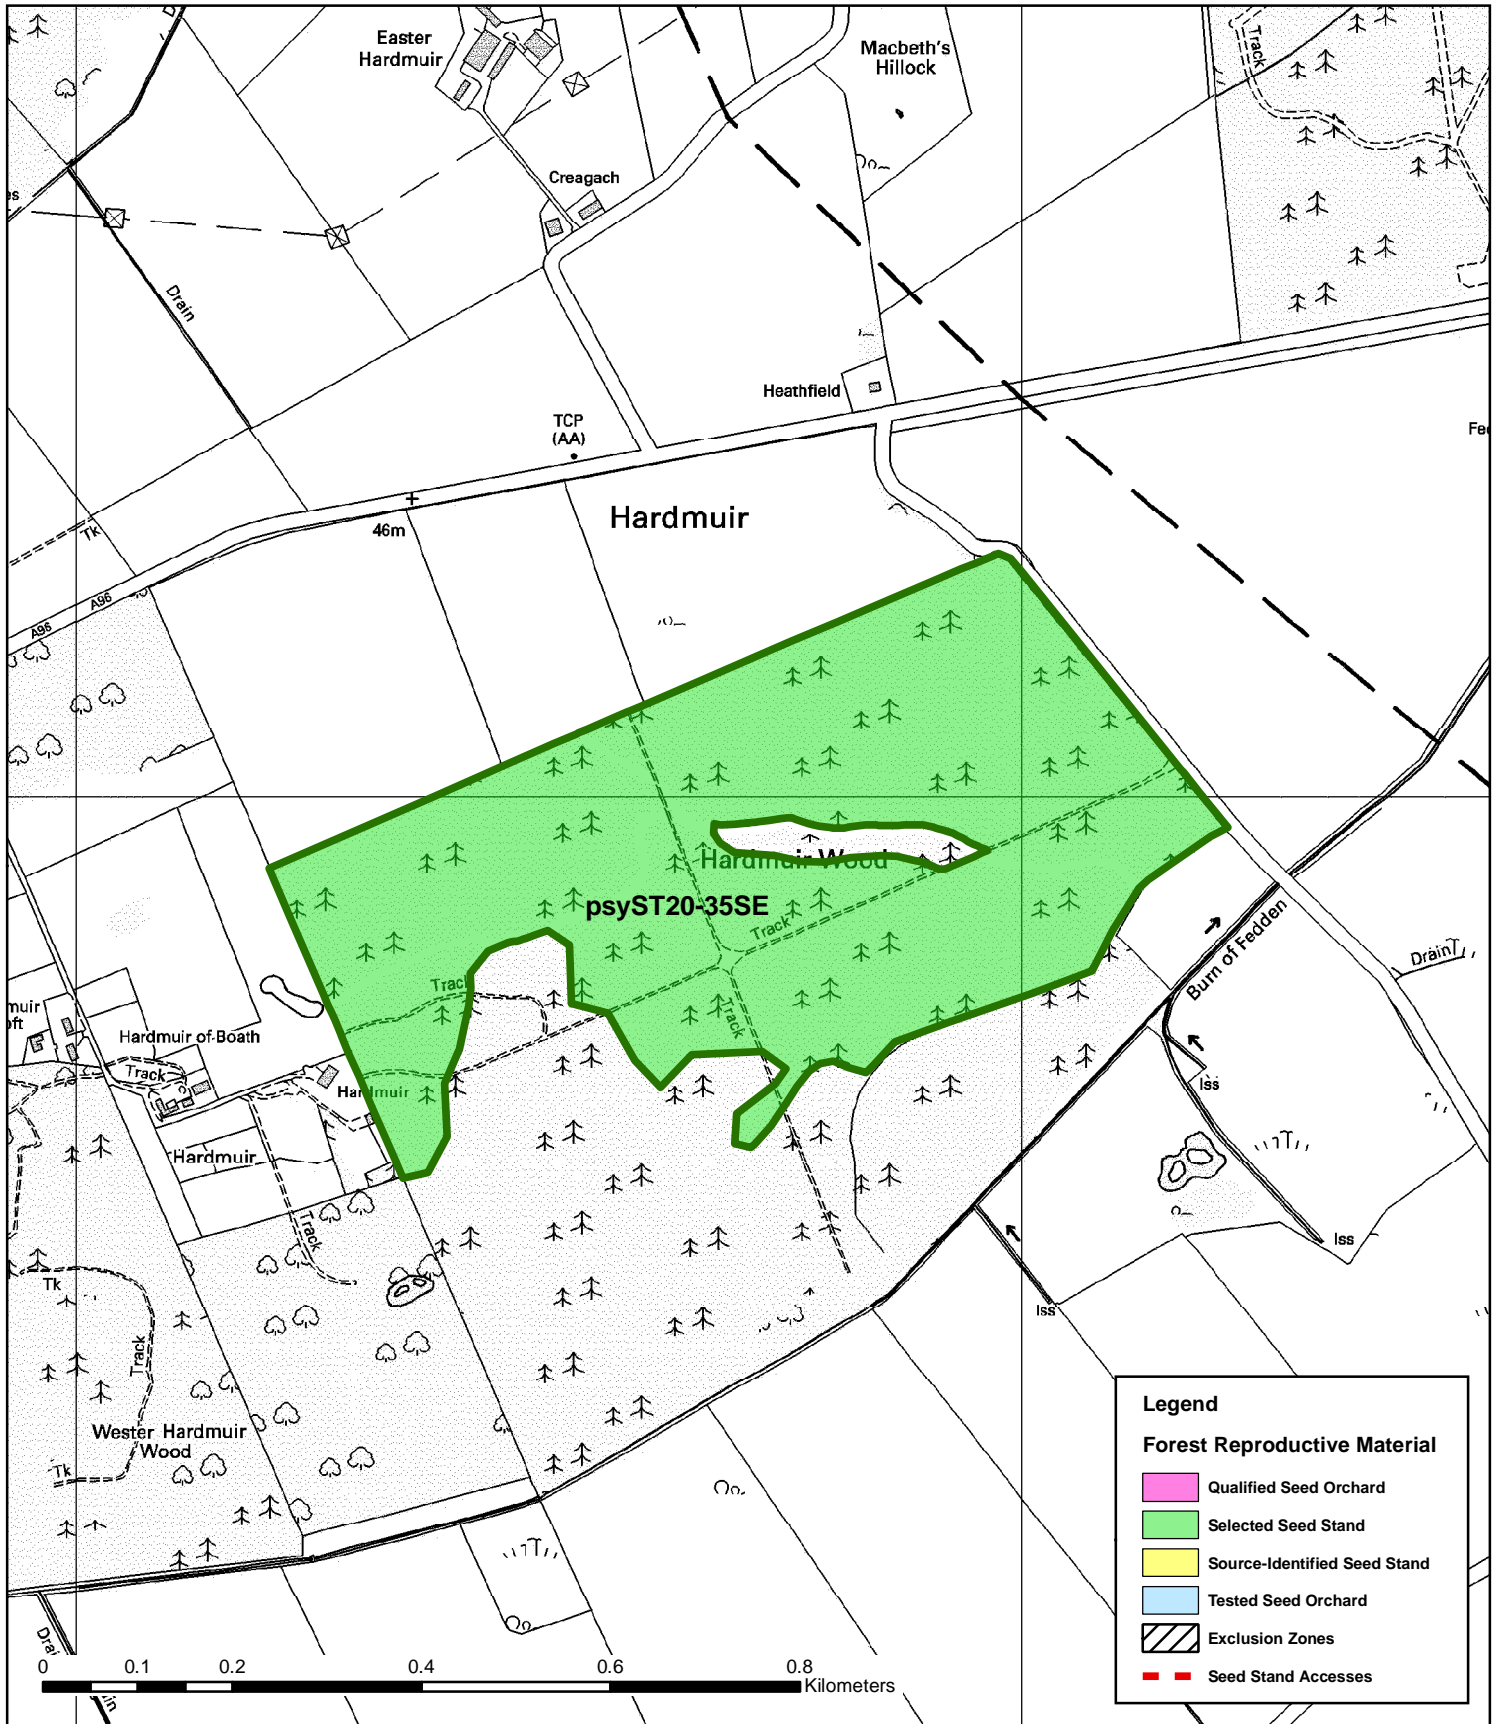 Easter
Hardmuir
Macbeth's
Hillock
Track
Creagach
es
Drain
Heathfield
TCP
(AA)
Fe
Hardmuir
46m
Tk
A96
A96
Hardmuir Wood
psyST20-35SE
Track
Track
Track
Burn of Fedden
Drain
muir
oft
Hardmuir of Boath
Track
Hardmuir
Iss
Hardmuir
Track
Iss
Tk
Iss
Track
Wester Hardmuir
Wood
Tk
Legend
Forest Reproductive Material
Qualified Seed Orchard
Selected Seed Stand
Source-Identified Seed Stand
Tested Seed Orchard
Exclusion Zones
Seed Stand Accesses
0 0.1 0.2 0.4 0.6 0.8
Kilometers